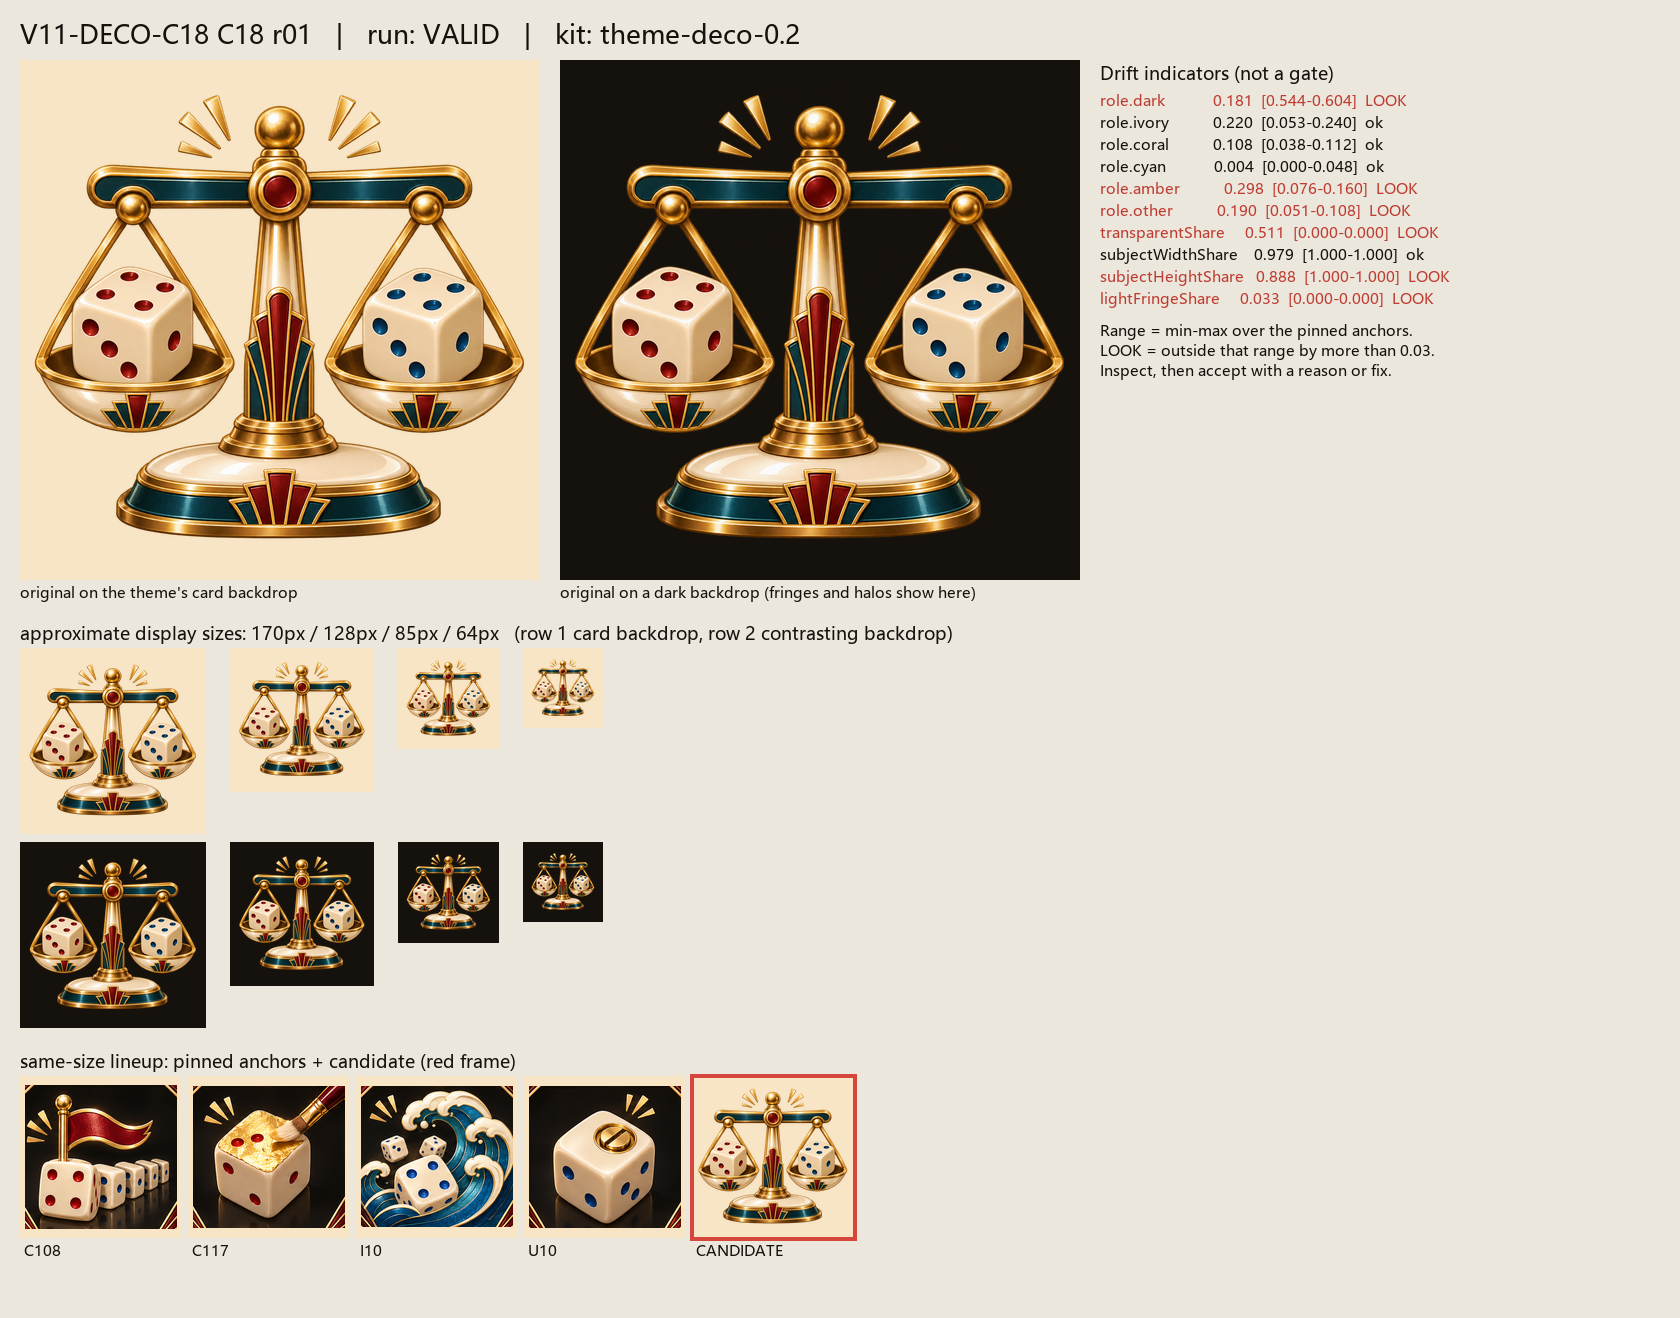 V11-DECO-C18 C18 r01 | run: VALID | kit: theme-deco-0.2
Drift indicators (not a gate)
role.dark 0.181 [0.544-0.604] LOOK
role.ivory 0.220 [0.053-0.240] ok
role.coral 0.108 [0.038-0.112] ok
role.cyan 0.004 [0.000-0.048] ok
role.amber 0.298 [0.076-0.160] LOOK
role.other 0.190 [0.051-0.108] LOOK
transparentShare 0.511 [0.000-0.000] LOOK
subjectWidthShare 0.979 [1.000-1.000] ok
subjectHeightShare 0.888 [1.000-1.000] LOOK
lightFringeShare 0.033 [0.000-0.000] LOOK
Range = min-max over the pinned anchors.
LOOK = outside that range by more than 0.03.
Inspect, then accept with a reason or fix.
original on the theme's card backdrop
original on a dark backdrop (fringes and halos show here)
approximate display sizes: 170px / 128px / 85px / 64px (row 1 card backdrop, row 2 contrasting backdrop)
same-size lineup: pinned anchors + candidate (red frame)
C108
C117
I10
U10
CANDIDATE